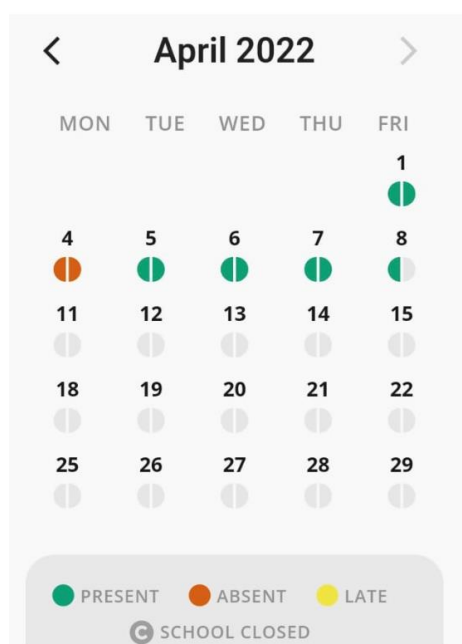 April 2022
MON TUE WED THU FRI
1
4 5 6 7 8
11 12 13 14 15
18 19 20 21 22
25 26 27 28 29
PRESENT ABSENT LATE
C SCHOOL CLOSED